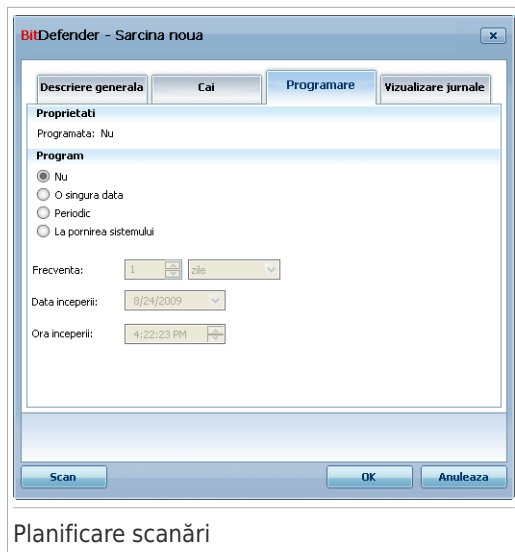 BitDefender - Sarcina noua
Descriere generala Cai Programare Vizualizare jurnale
Proprietati
Programata: Nu
Program
Nu
O singura data
Periodic
La pornirea sistemului
Frecventa: 1 zile
Data inceperii: 8/24/2009
Ora inceperii: 4:22:23 PM
Scan OK Anuleaza
Planificare scanări